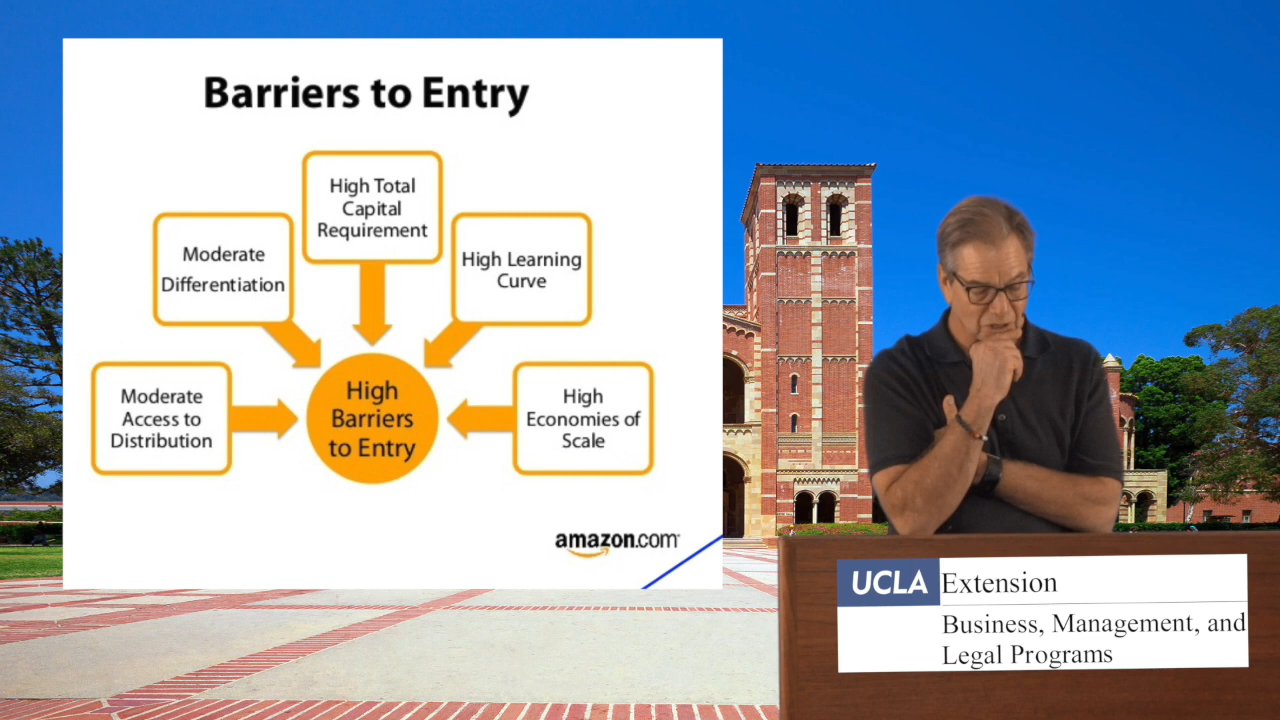 Barriers to Entry
High Total
Capital
Requirement
Moderate
Differentiation
High Learning
Curve
Moderate
Access to
Distribution
High
Barriers
to Entry
High
Economies of
Scale
amazon.com
UCLA Extension
Business, Management, and
Legal Programs